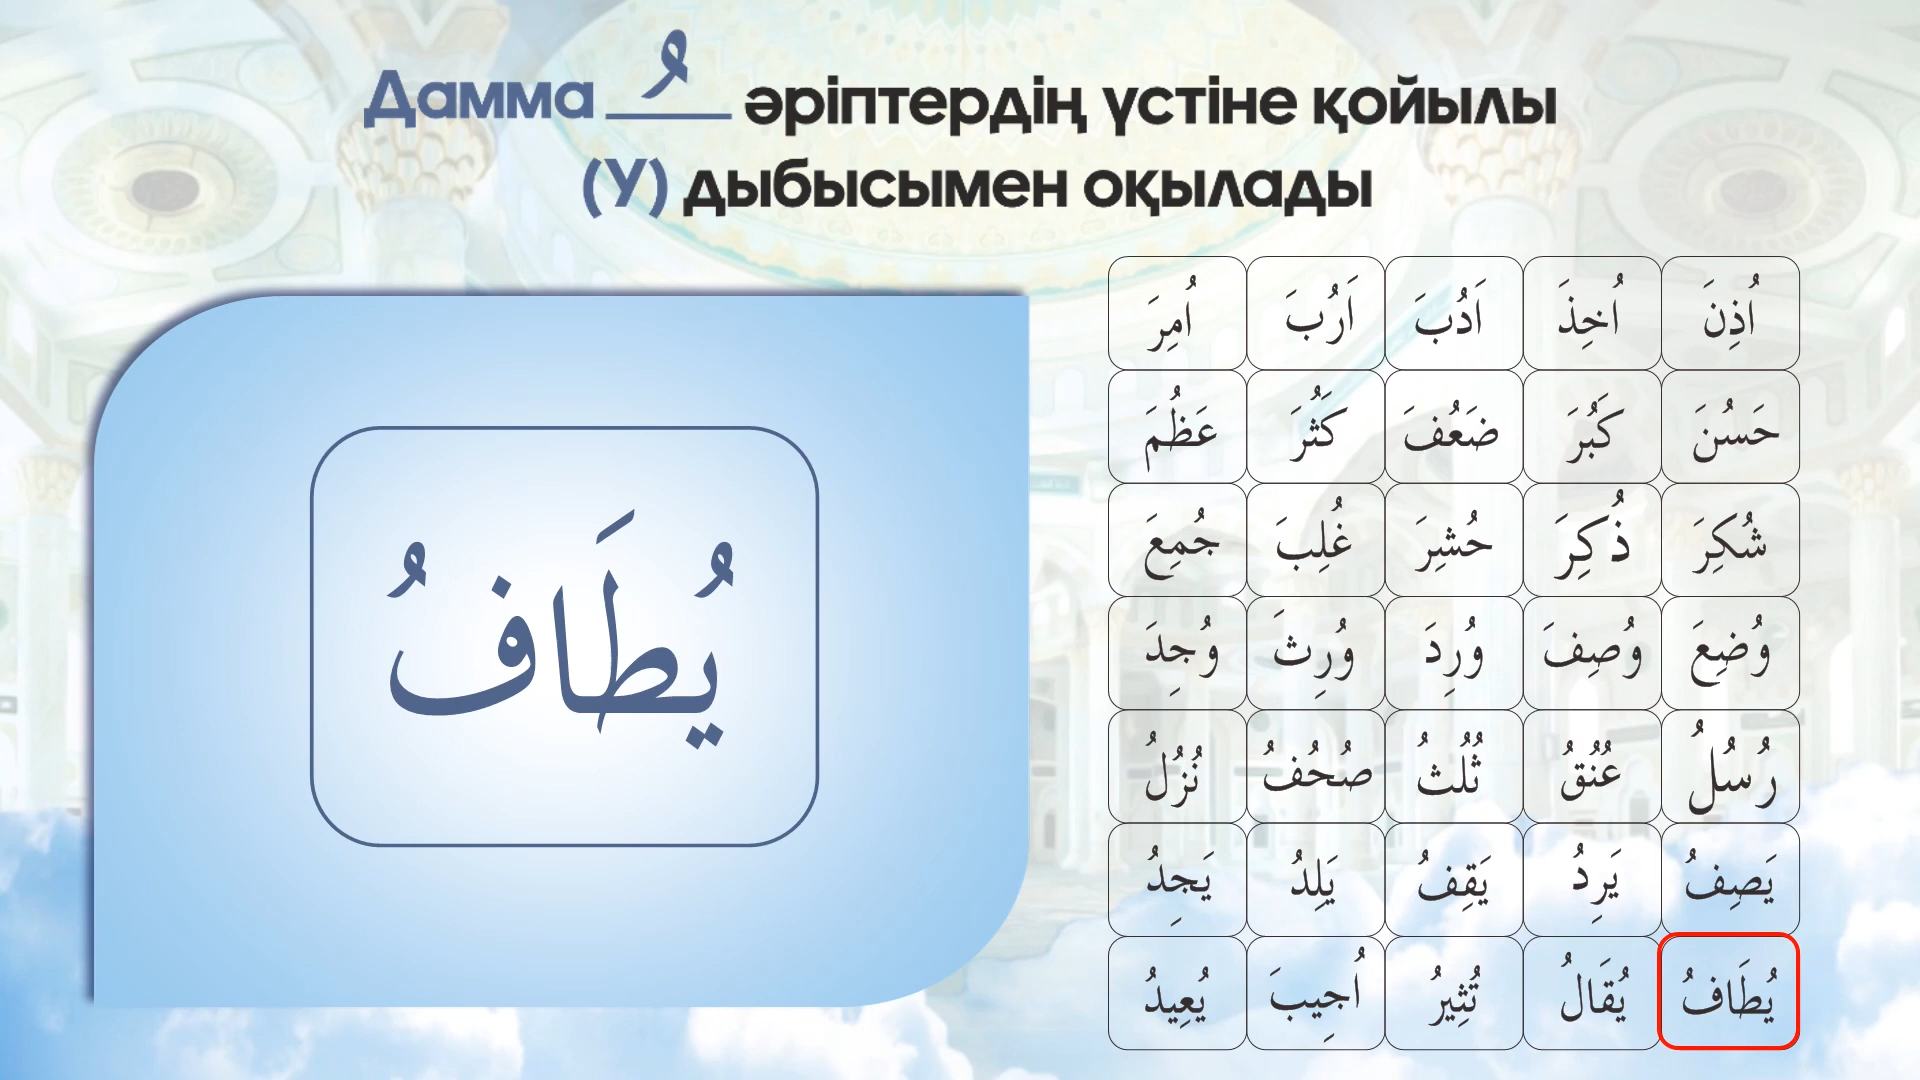 Дамма ـُ әріптердің үстіне қойылы
(У) дыбысымен оқылады
يُطَافُ
اُذِنَ اُخِذَ اَدُبَ اَرُبَ اُمِرَ
حَسُنَ كَبُرَ ضَعُفَ كَثُرَ عَظُمَ
شُكِرَ ذُكِرَ حُشِرَ غُلِبَ جُمِعَ
وُضِعَ وُصِفَ وُرِدَ وُرِثَ وُجِدَ
رُسُلُ عُنُقُ ثُلُثُ صُحُفُ نُزُلُ
يَصِفُ يَرِدُ يَقِفُ يَلِدُ يَجِدُ
يُطَافُ يُقَالُ تُثِيرُ اُجِيبَ يُعِيدُ